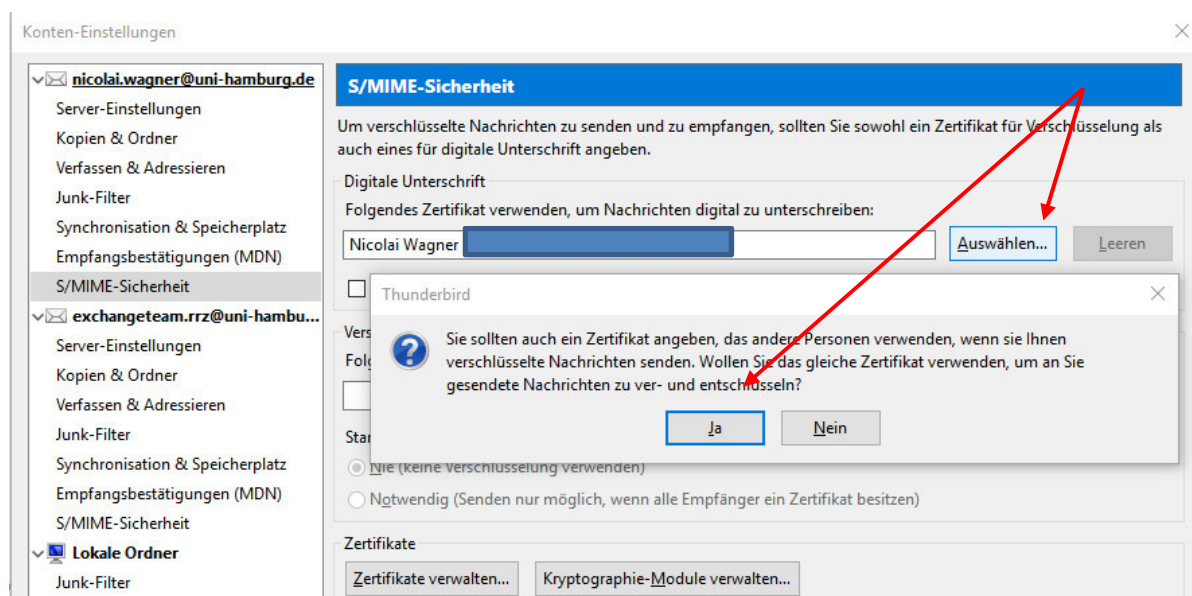 Konten-Einstellungen
nicolai.wagner@uni-hamburg.de
Server-Einstellungen
Kopien & Ordner
Verfassen & Adressieren
Junk-Filter
Synchronisation & Speicherplatz
Empfangsbestätigungen (MDN)
S/MIME-Sicherheit
exchangeteam.rrz@uni-hambu...
Server-Einstellungen
Kopien & Ordner
Verfassen & Adressieren
Junk-Filter
Synchronisation & Speicherplatz
Empfangsbestätigungen (MDN)
S/MIME-Sicherheit
Lokale Ordner
Junk-Filter
S/MIME-Sicherheit
Um verschlüsselte Nachrichten zu senden und zu empfangen, sollten Sie sowohl ein Zertifikat für Verschlüsselung als
auch eines für digitale Unterschrift angeben.
Digitale Unterschrift
Folgendes Zertifikat verwenden, um Nachrichten digital zu unterschreiben:
Nicolai Wagner
Auswählen...
Leeren
Thunderbird
Sie sollten auch ein Zertifikat angeben, das andere Personen verwenden, wenn sie Ihnen
verschlüsselte Nachrichten senden. Wollen Sie das gleiche Zertifikat verwenden, um an Sie
gesendete Nachrichten zu ver- und entschlüsseln?
Ja
Nein
Nie (keine Verschlüsselung verwenden)
Notwendig (Senden nur möglich, wenn alle Empfänger ein Zertifikat besitzen)
Zertifikate
Zertifikate verwalten...
Kryptographie-Module verwalten...